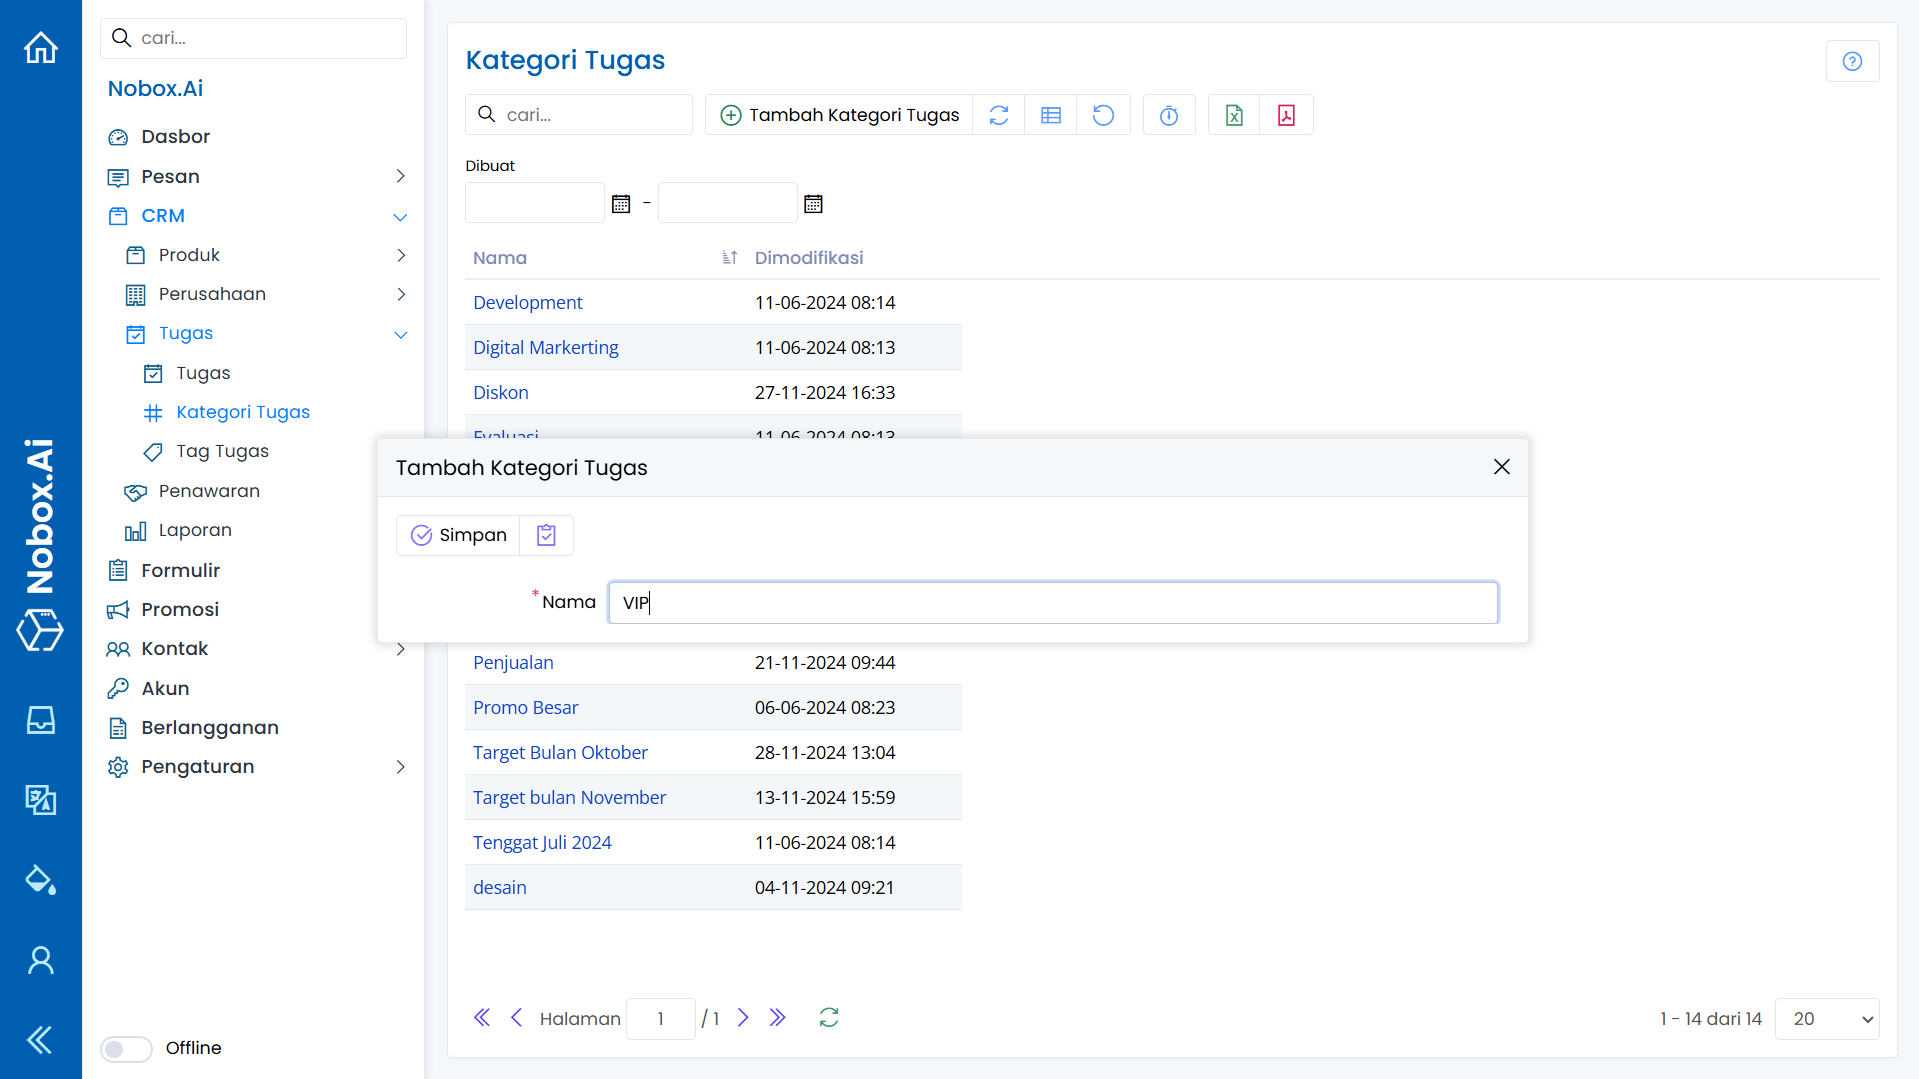 Nobox.Ai
cari...
Nobox.Ai
Dasbor
Pesan
CRM
Produk
Perusahaan
Tugas
Tugas
Kategori Tugas
Tag Tugas
Penawaran
Laporan
Formulir
Promosi
Kontak
Akun
Berlangganan
Pengaturan
Offline
Kategori Tugas
cari...
Tambah Kategori Tugas
Dibuat
-
Nama Dimodifikasi
Development 11-06-2024 08:14
Digital Markerting 11-06-2024 08:13
Diskon 27-11-2024 16:33
Evaluasi 11-06-2024 08:13
Tambah Kategori Tugas
Simpan
* Nama VIP
Penjualan 21-11-2024 09:44
Promo Besar 06-06-2024 08:23
Target Bulan Oktober 28-11-2024 13:04
Target bulan November 13-11-2024 15:59
Tenggat Juli 2024 11-06-2024 08:14
desain 04-11-2024 09:21
Halaman 1 / 1
1 - 14 dari 14 20